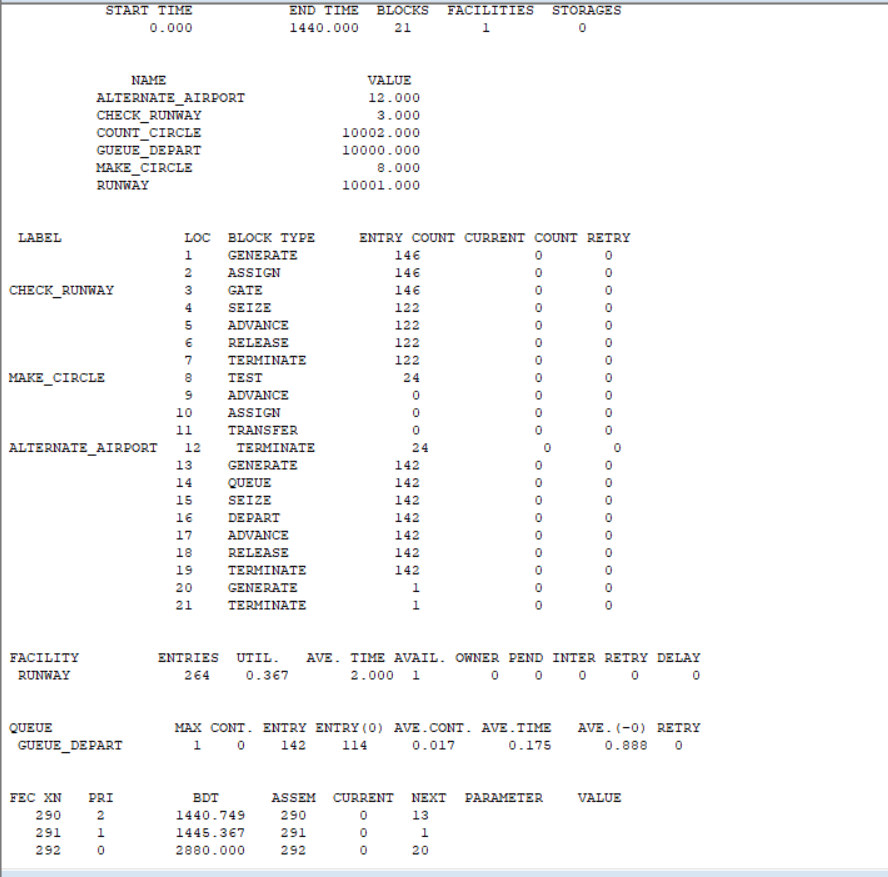 START TIME END TIME BLOCKS FACILITIES STORAGES
0.000 1440.000 21 1 0
NAME VALUE
ALTERNATE_AIRPORT 12.000
CHECK_RUNWAY 3.000
COUNT_CIRCLE 10002.000
GUEUE_DEPART 10000.000
MAKE_CIRCLE 8.000
RUNWAY 10001.000
LABEL LOC BLOCK TYPE ENTRY COUNT CURRENT COUNT RETRY
1 GENERATE 146 0 0
2 ASSIGN 146 0 0
CHECK_RUNWAY 3 GATE 146 0 0
4 SEIZE 122 0 0
5 ADVANCE 122 0 0
6 RELEASE 122 0 0
7 TERMINATE 122 0 0
MAKE_CIRCLE 8 TEST 24 0 0
9 ADVANCE 0 0 0
10 ASSIGN 0 0 0
11 TRANSFER 0 0 0
ALTERNATE_AIRPORT 12 TERMINATE 24 0 0
13 GENERATE 142 0 0
14 QUEUE 142 0 0
15 SEIZE 142 0 0
16 DEPART 142 0 0
17 ADVANCE 142 0 0
18 RELEASE 142 0 0
19 TERMINATE 142 0 0
20 GENERATE 1 0 0
21 TERMINATE 1 0 0
FACILITY ENTRIES UTIL. AVE. TIME AVAIL. OWNER PEND INTER RETRY DELAY
RUNWAY 264 0.367 2.000 1 0 0 0 0 0
QUEUE MAX CONT. ENTRY ENTRY(0) AVE.CONT. AVE.TIME AVE.(-0) RETRY
GUEUE_DEPART 1 0 142 114 0.017 0.175 0.888 0
FEC XN PRI BDT ASSEM CURRENT NEXT PARAMETER VALUE
290 2 1440.749 290 0 13
291 1 1445.367 291 0 1
292 0 2880.000 292 0 20